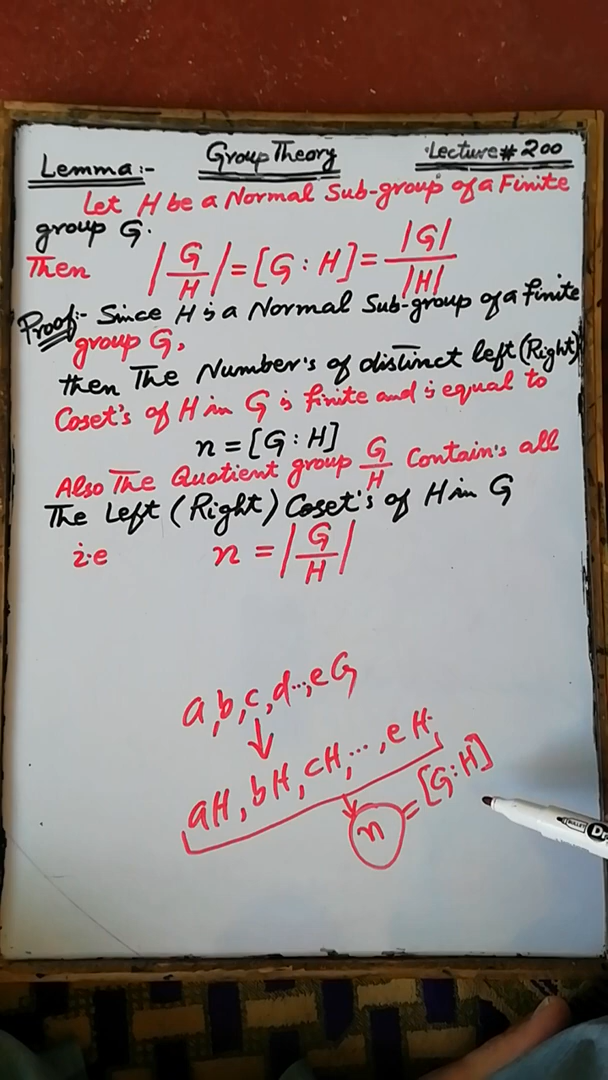 Lemma:- Group Theory Lecture # 200
Let H be a Normal Sub-group of a Finite
group G.
Then |G/H| = [G : H] = |G|/|H|
Proof:- Since H is a Normal Sub-group of a finite
group G,
then The Number's of distinct left (Right)
Coset's of H in G is finite and is equal to
n = [G : H]
Also The Quotient group G/H Contain's all
The Left (Right) Coset's of H in G
i.e n = |G/H|
a, b, c, d..., e G
↓
aH, bH, cH, ..., eH,
n = [G:H]